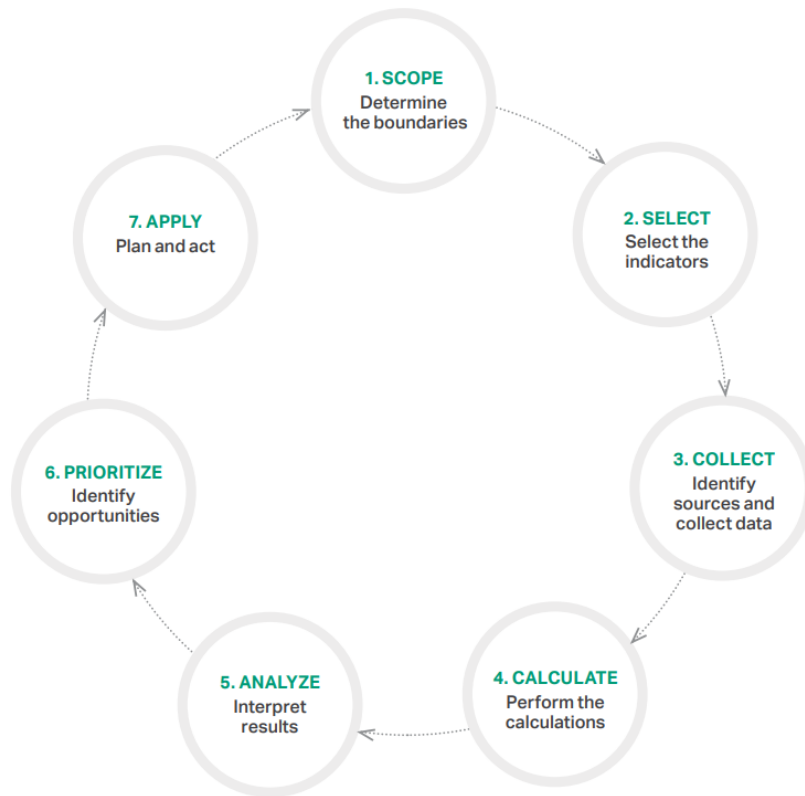 1. SCOPE
Determine
the boundaries
2. SELECT
Select the
indicators
3. COLLECT
Identify
sources and
collect data
4. CALCULATE
Perform the
calculations
5. ANALYZE
Interpret
results
6. PRIORITIZE
Identify
opportunities
7. APPLY
Plan and act